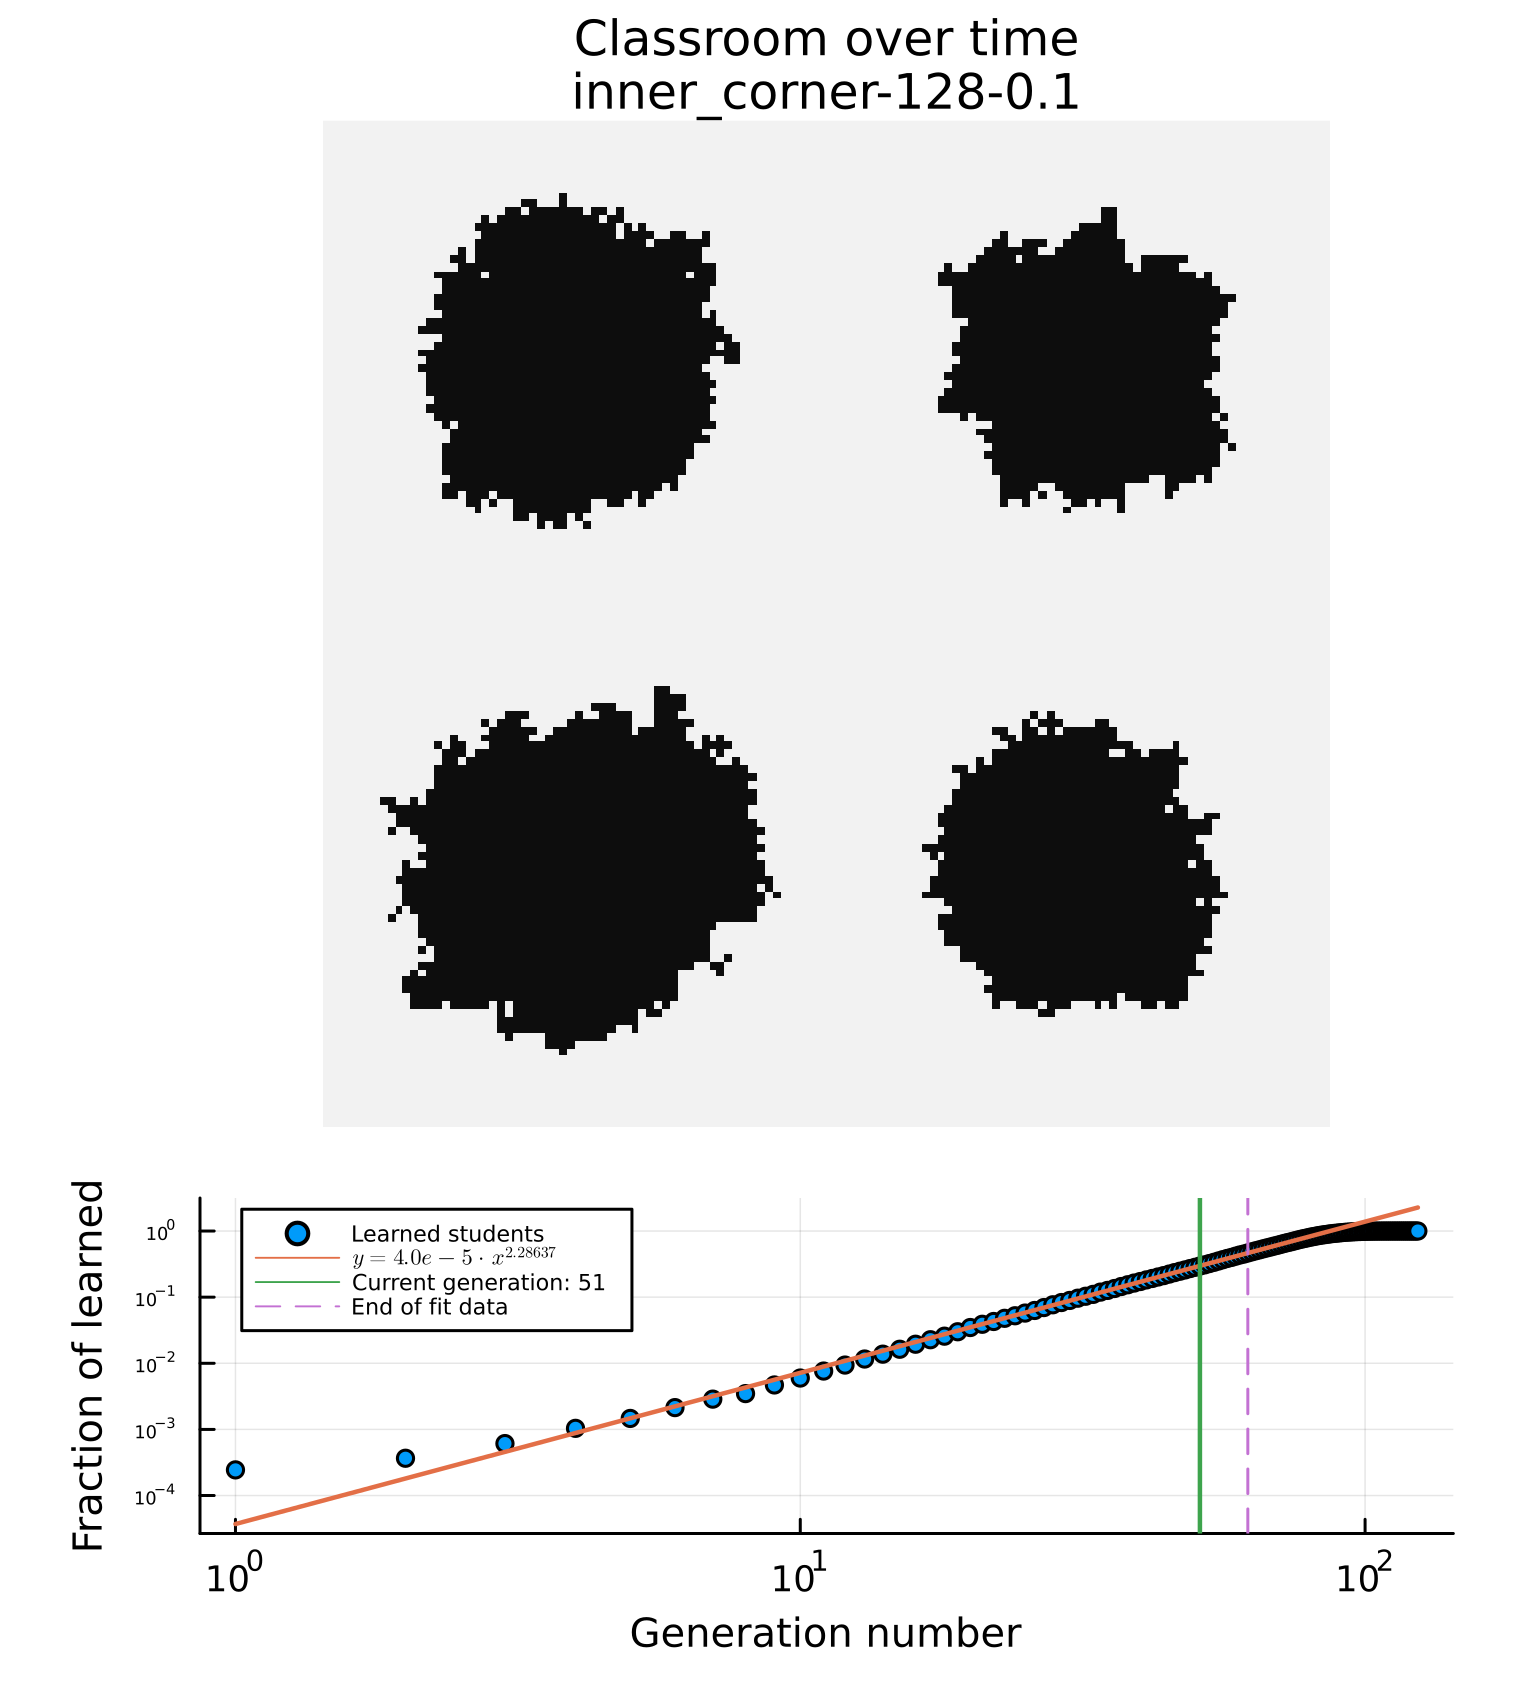 Classroom over time
inner_corner-128-0.1
Fraction of learned
10^0
10^-1
10^-2
10^-3
10^-4
Learned students
y = 4.0e − 5 · x^2.28637
Current generation: 51
End of fit data
10^0 10^1 10^2
Generation number